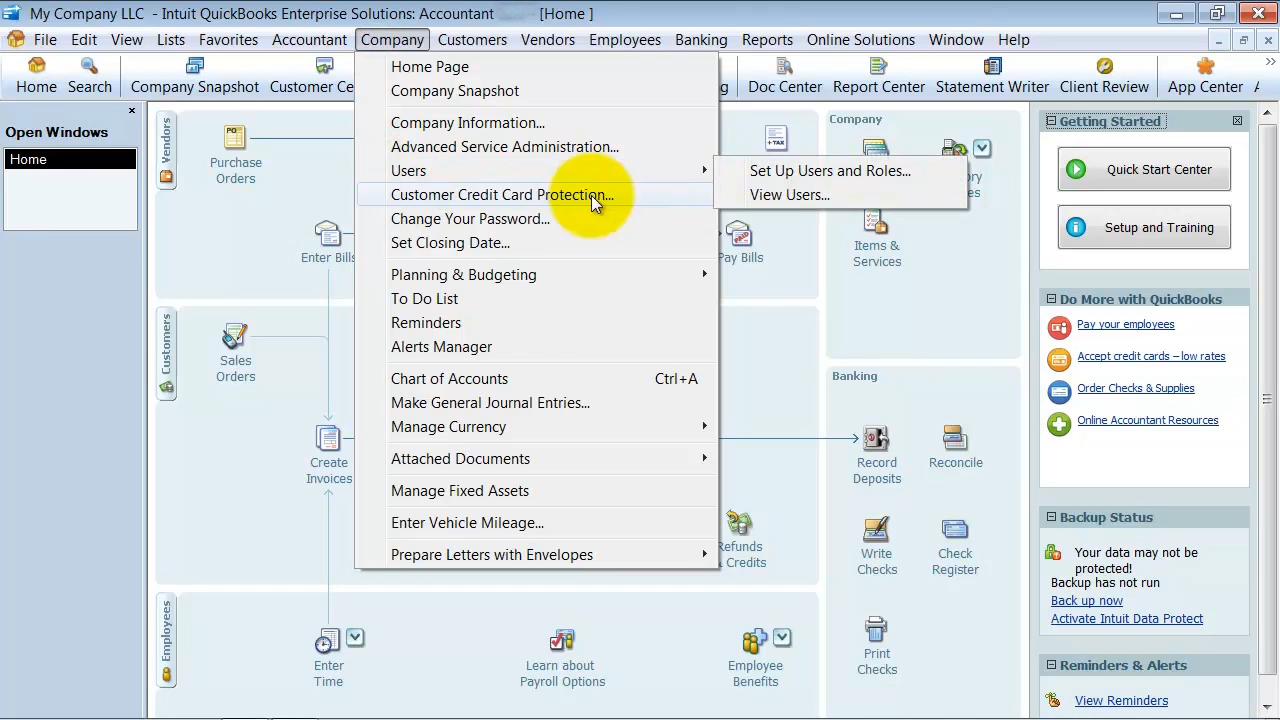 My Company LLC - Intuit QuickBooks Enterprise Solutions: Accountant [Home ]
File Edit View Lists Favorites Accountant Company Customers Vendors Employees Banking Reports Online Solutions Window Help
Home Search Company Snapshot Customer Ce Doc Center Report Center Statement Writer Client Review App Center
Open Windows
Home
Vendors
PO
Purchase
Orders
Enter Bills
Customers
Sales
Orders
Create
Invoices
Employees
Enter
Time
Home Page
Company Snapshot
Company Information...
Advanced Service Administration...
Users
Customer Credit Card Protection...
Change Your Password...
Set Closing Date...
Planning & Budgeting
To Do List
Reminders
Alerts Manager
Chart of Accounts Ctrl+A
Make General Journal Entries...
Manage Currency
Attached Documents
Manage Fixed Assets
Enter Vehicle Mileage...
Prepare Letters with Envelopes
Set Up Users and Roles...
View Users...
+TAX
Pay Bills
Refunds
& Credits
Learn about
Payroll Options
Employee
Benefits
Company
Items &
Services
Banking
Record
Deposits
Reconcile
Write
Checks
Check
Register
Print
Checks
Getting Started
Quick Start Center
Setup and Training
Do More with QuickBooks
Pay your employees
Accept credit cards – low rates
Order Checks & Supplies
Online Accountant Resources
Backup Status
Your data may not be
protected!
Backup has not run
Back up now
Activate Intuit Data Protect
Reminders & Alerts
View Reminders